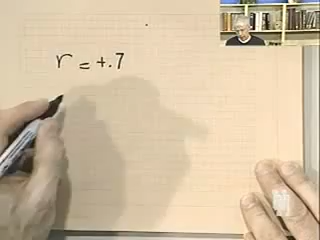 r = +.7